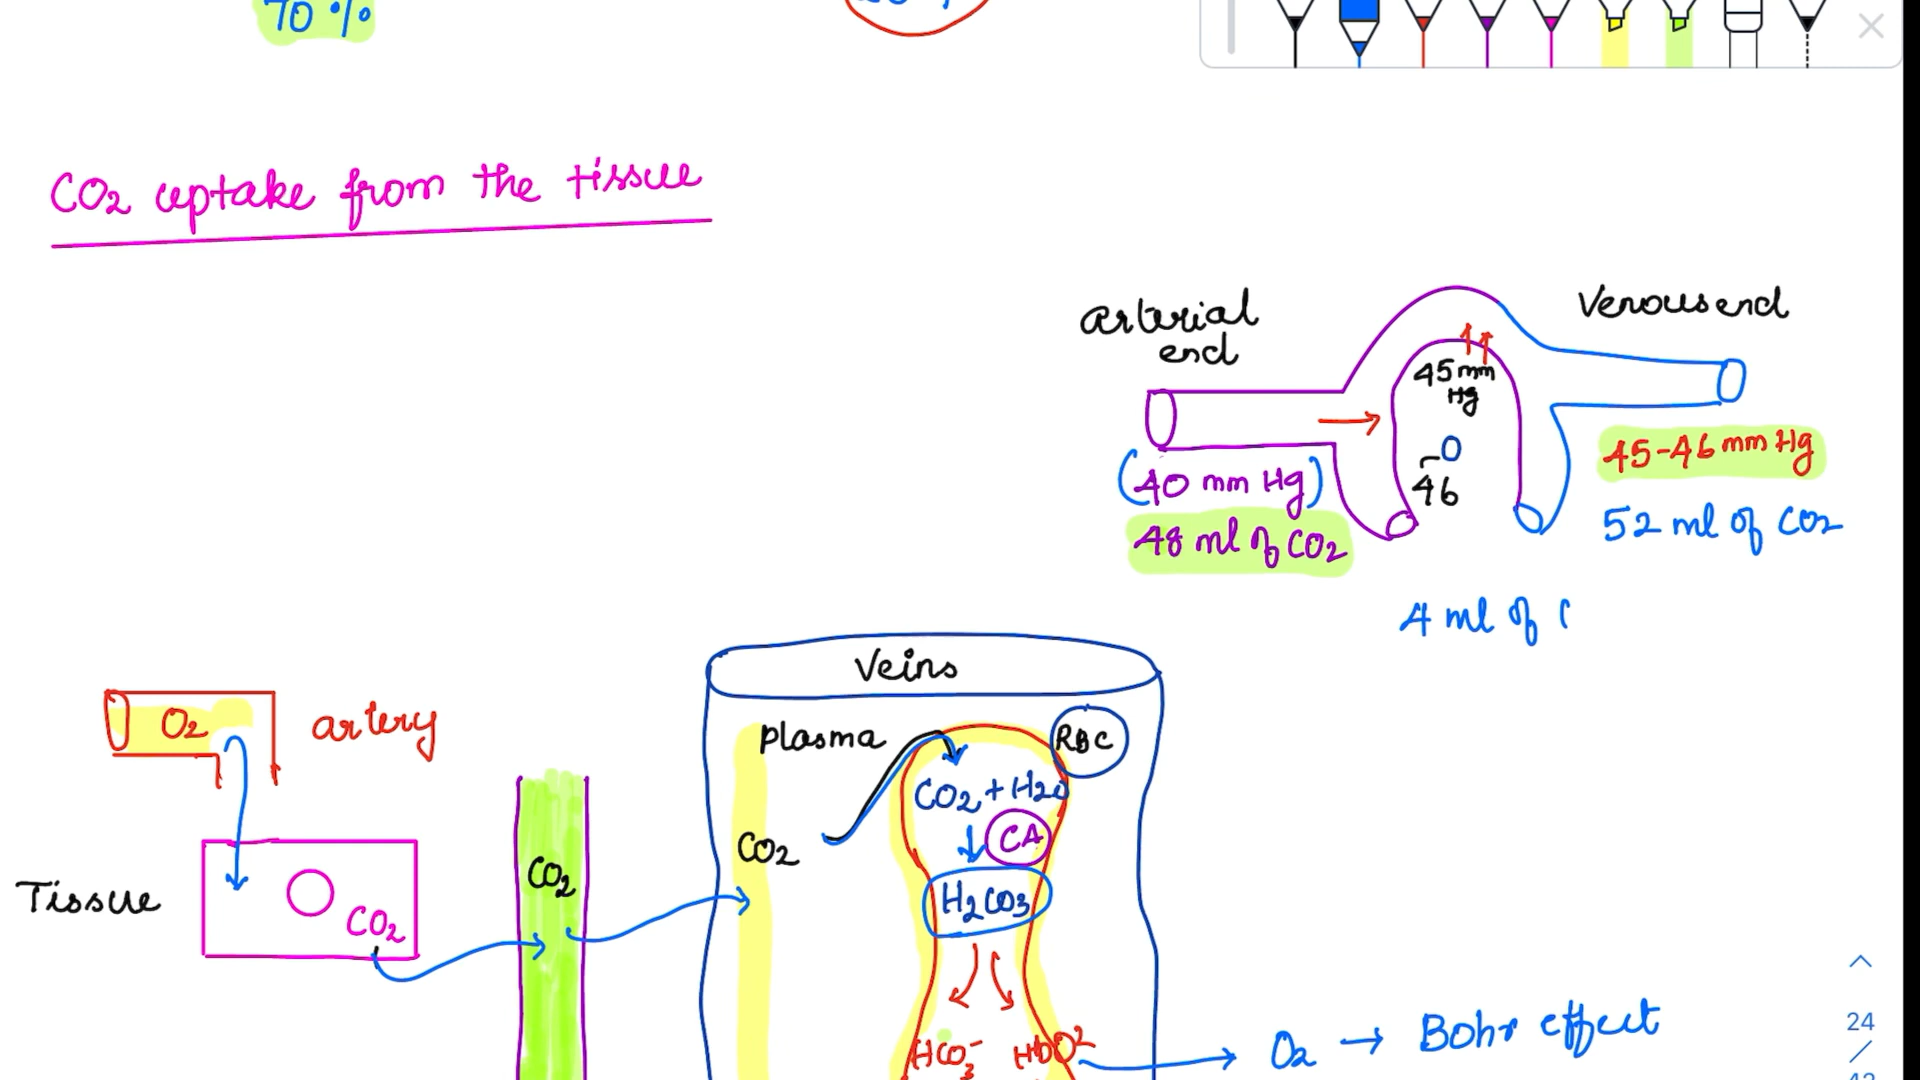 70 %
CO2 uptake from the tissue
Arterial
end
Venous end
45 mm
Hg
46
(40 mm Hg)
48 ml of CO2
45-46 mm Hg
52 ml of CO2
4 ml of
Veins
O2
artery
Plasma
RBC
CO2 + H2O
CA
CO2
CO2
H2CO3
Tissue
CO2
HCO3-
HbO2
O2 → Bohr effect
24
/